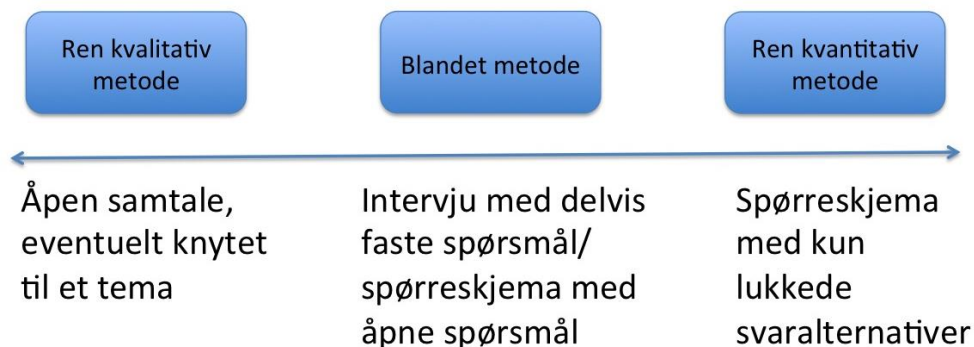 Ren kvalitativ
metode
Blandet metode
Ren kvantitativ
metode
Åpen samtale,
eventuelt knytet
til et tema
Intervju med delvis
faste spørsmål/
spørreskjema med
åpne spørsmål
Spørreskjema
med kun
lukkede
svaralternativer